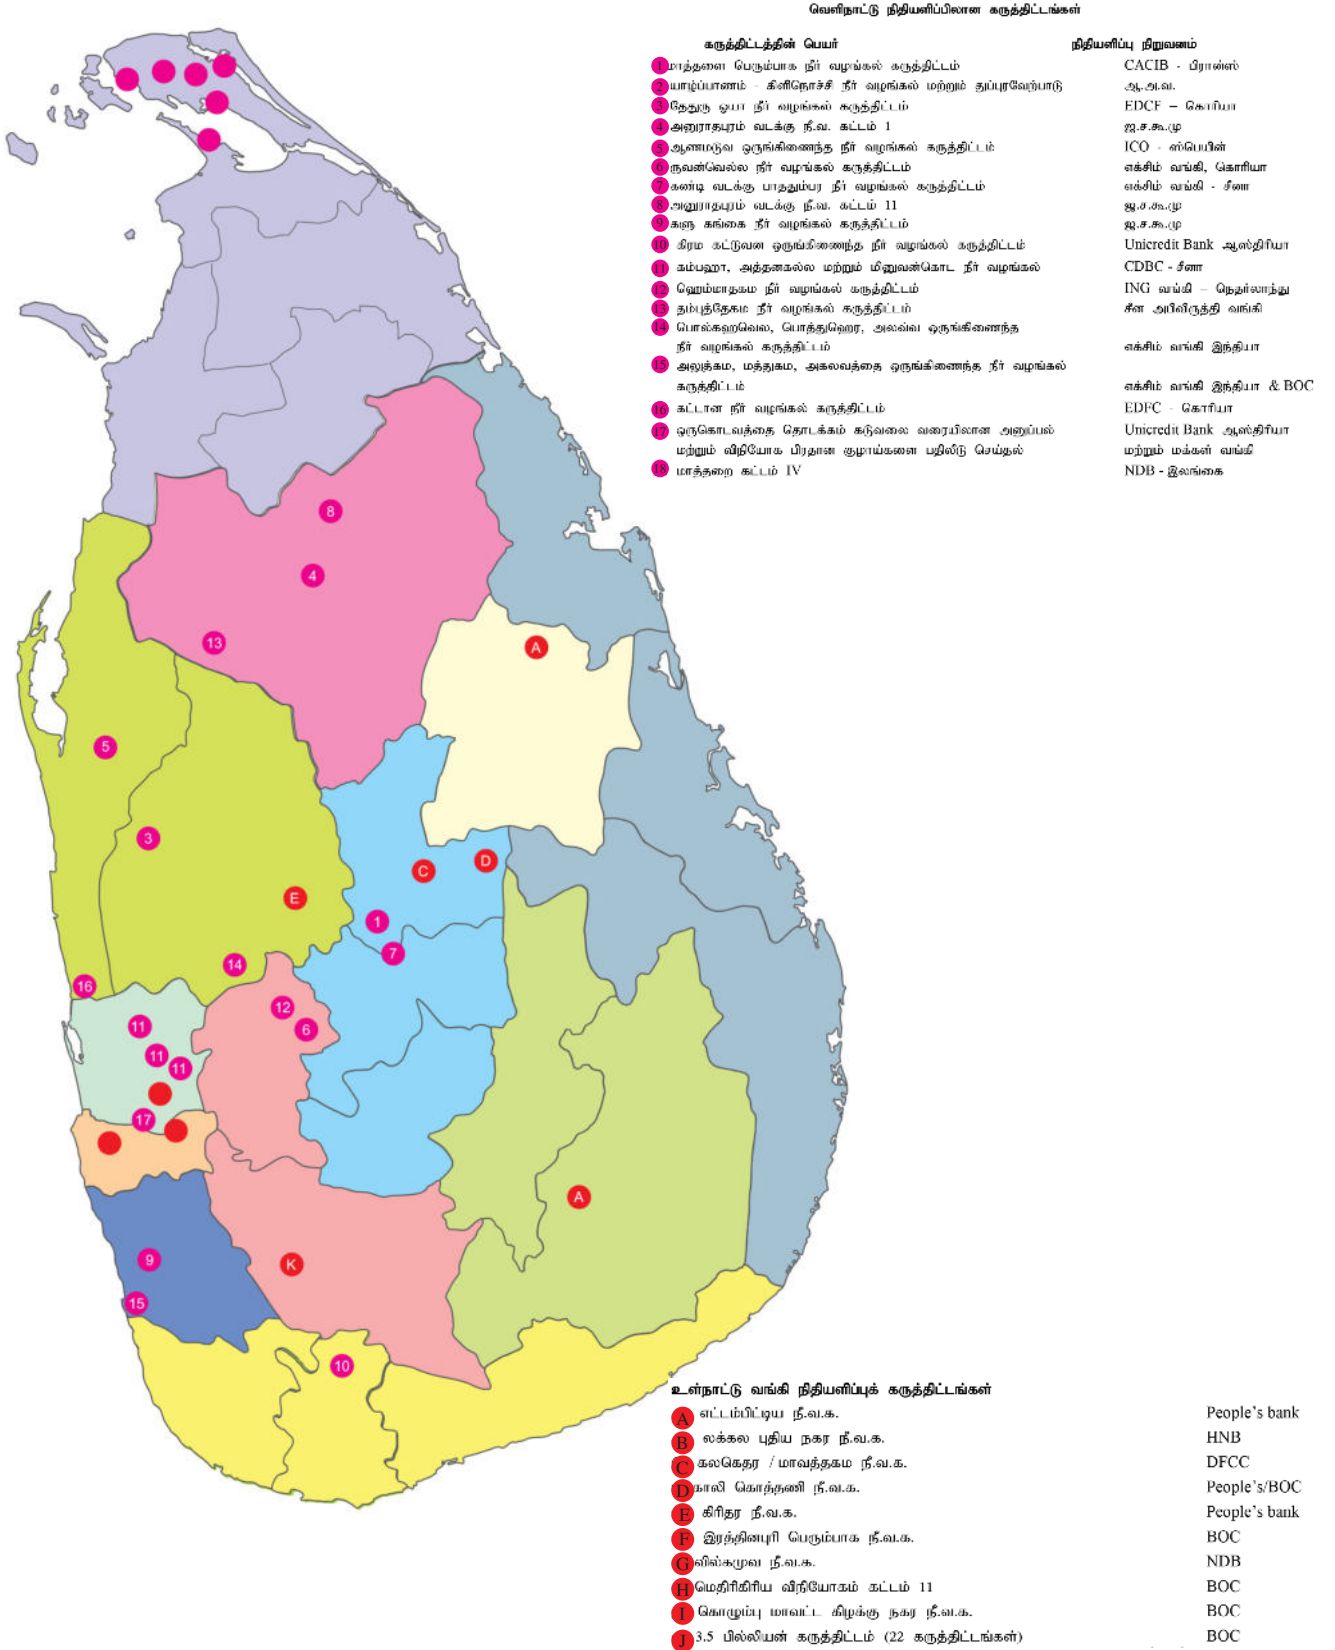 வெளிநாட்டு நிதியளிப்பிலான கருத்திட்டங்கள்
கருத்திட்டத்தின் பெயர் நிதியளிப்பு நிறுவனம்
1 மாத்தளை பெரும்பாக நீர் வழங்கல் கருத்திட்டம் CACIB - பிரான்ஸ்
2 யாழ்ப்பாணம் - கிளிநொச்சி நீர் வழங்கல் மற்றும் துப்புரவேற்பாடு ஆ.அ.வ.
3 தேதுரு ஓயா நீர் வழங்கல் கருத்திட்டம் EDCF – கொரியா
4 அனுராதபுரம் வடக்கு நீ.வ. கட்டம் 1 ஜ.ச.கூ.மு
5 ஆணமடுவ ஒருங்கிணைந்த நீர் வழங்கல் கருத்திட்டம் ICO - ஸ்பெயின்
6 ருவன்வெல்ல நீர் வழங்கல் கருத்திட்டம் எக்சிம் வங்கி, கொரியா
7 கண்டி வடக்கு பாததும்பர நீர் வழங்கல் கருத்திட்டம் எக்சிம் வங்கி - சீனா
8 அனுராதபுரம் வடக்கு நீ.வ. கட்டம் 11 ஜ.ச.கூ.மு
9 களு கங்கை நீர் வழங்கல் கருத்திட்டம் ஜ.ச.கூ.மு
10 கிரம கட்டுவன ஒருங்கிணைந்த நீர் வழங்கல் கருத்திட்டம் Unicredit Bank ஆஸ்திரியா
11 கம்பஹா, அத்தனகல்ல மற்றும் மினுவன்கொட நீர் வழங்கல் CDBC - சீனா
12 ஹெம்மாதகம நீர் வழங்கல் கருத்திட்டம் ING வங்கி – நெதர்லாந்து
13 தம்புத்தேகம நீர் வழங்கல் கருத்திட்டம் சீன அபிவிருத்தி வங்கி
14 பொல்கஹவெல, பொத்துஹெர, அலவ்வ ஒருங்கிணைந்த
நீர் வழங்கல் கருத்திட்டம் எக்சிம் வங்கி இந்தியா
15 அலுத்கம, மத்துகம, அகலவத்தை ஒருங்கிணைந்த நீர் வழங்கல்
கருத்திட்டம் எக்சிம் வங்கி இந்தியா & BOC
16 கட்டான நீர் வழங்கல் கருத்திட்டம் EDFC - கொரியா
17 ஒருகொடவத்தை தொடக்கம் கடுவலை வரையிலான அனுப்பல் Unicredit Bank ஆஸ்திரியா
மற்றும் விநியோக பிரதான குழாய்களை பதிலீடு செய்தல் மற்றும் மக்கள் வங்கி
18 மாத்தறை கட்டம் IV NDB - இலங்கை
8
4
13
A
5
3
C
D
E
1
7
14
16
12
11
6
11
11
17
A
9
K
15
10
உள்நாட்டு வங்கி நிதியளிப்புக் கருத்திட்டங்கள்
A எட்டம்பிட்டிய நீ.வ.க. People's bank
B லக்கல புதிய நகர நீ.வ.க. HNB
C கலகெதர / மாவத்தகம நீ.வ.க. DFCC
D காலி கொத்தணி நீ.வ.க. People's/BOC
E கிரிதர நீ.வ.க. People's bank
F இரத்தினபுரி பெரும்பாக நீ.வ.க. BOC
G வில்கமுவ நீ.வ.க. NDB
H மெதிரிகிரிய விநியோகம் கட்டம் 11 BOC
I கொழும்பு மாவட்ட கிழக்கு நகர நீ.வ.க. BOC
J 3.5 பில்லியன் கருத்திட்டம் (22 கருத்திட்டங்கள்) BOC